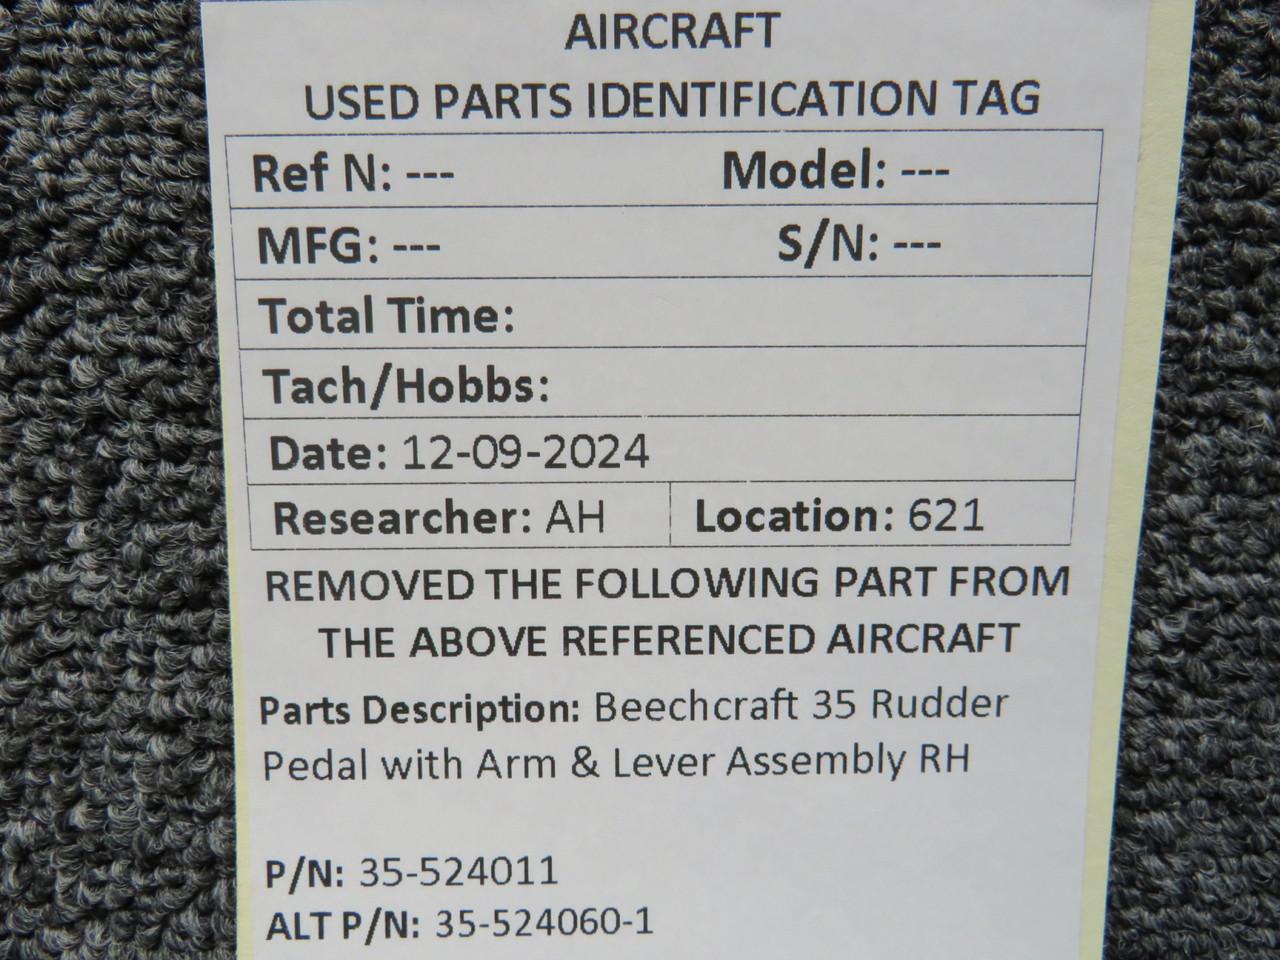 AIRCRAFT
USED PARTS IDENTIFICATION TAG
Ref N: --- Model: ---
MFG: --- S/N: ---
Total Time:
Tach/Hobbs:
Date: 12-09-2024
Researcher: AH Location: 621
REMOVED THE FOLLOWING PART FROM
THE ABOVE REFERENCED AIRCRAFT
Parts Description: Beechcraft 35 Rudder
Pedal with Arm & Lever Assembly RH
P/N: 35-524011
ALT P/N: 35-524060-1